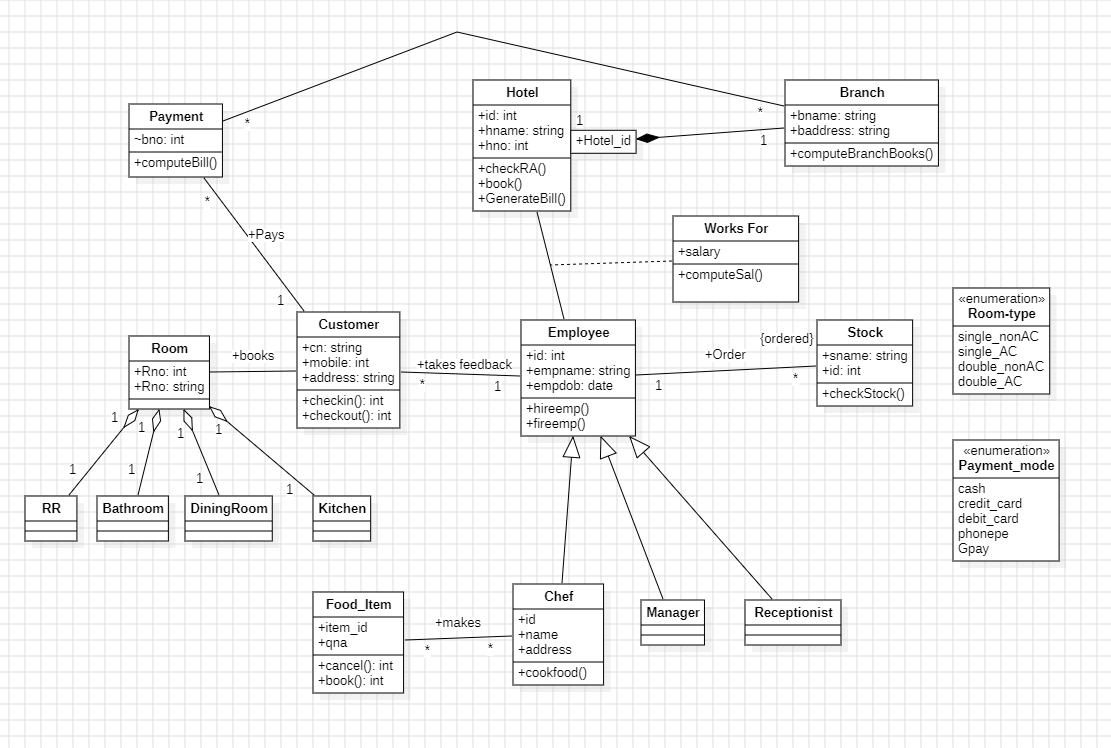 Payment
~bno: int
+computeBill()
*
Hotel
+id: int
+hname: string
+hno: int
+checkRA()
+book()
+GenerateBill()
1
+Hotel_id
Branch
+bname: string
+baddress: string
+computeBranchBooks()
*
1
*
+Pays
1
Works For
+salary
+computeSal()
«enumeration»
Room-type
single_nonAC
single_AC
double_nonAC
double_AC
Room
+Rno: int
+Rno: string
+books
Customer
+cn: string
+mobile: int
+address: string
+checkin(): int
+checkout(): int
+takes feedback
*
1
Employee
+id: int
+empname: string
+empdob: date
+hireemp()
+fireemp()
+Order
1
{ordered}
*
Stock
+sname: string
+id: int
+checkStock()
1
1
1
1
1
1
1
1
RR
Bathroom
DiningRoom
Kitchen
«enumeration»
Payment_mode
cash
credit_card
debit_card
phonepe
Gpay
Food_Item
+item_id
+qna
+cancel(): int
+book(): int
+makes
*
*
Chef
+id
+name
+address
+cookfood()
Manager
Receptionist